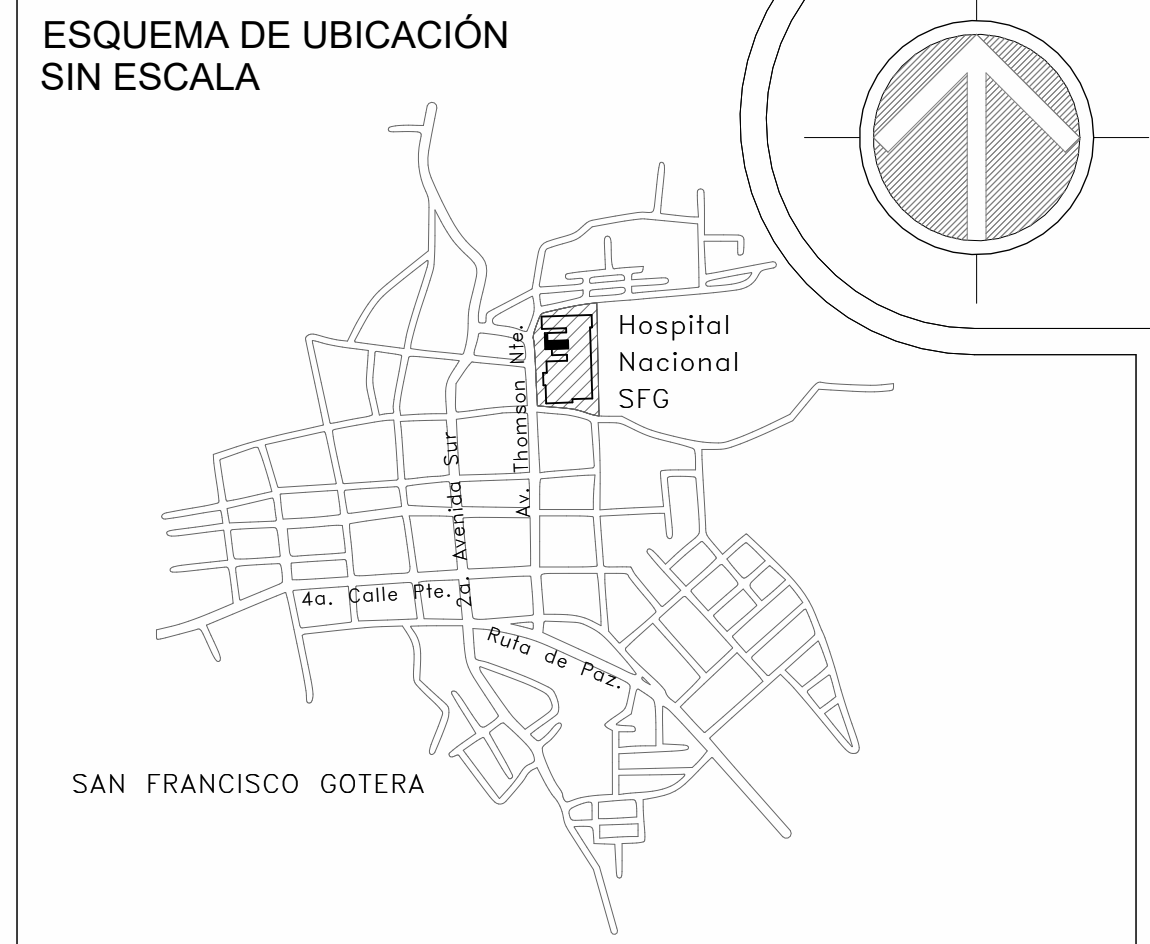 ESQUEMA DE UBICACIÓN
SIN ESCALA
Hospital
Nacional
SFG
Av. Thomson Nte.
2a. Avenida Sur
4a. Calle Pte.
Ruta de Paz.
SAN FRANCISCO GOTERA